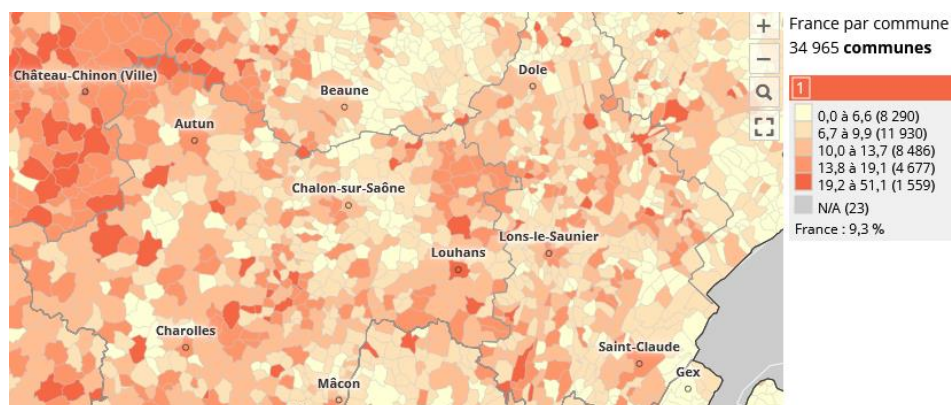 France par commune
34 965 communes
+
−
1
0,0 à 6,6 (8 290)
6,7 à 9,9 (11 930)
10,0 à 13,7 (8 486)
13,8 à 19,1 (4 677)
19,2 à 51,1 (1 559)
N/A (23)
France : 9,3 %
Château-Chinon (Ville)
Dole
Beaune
Autun
Chalon-sur-Saône
Lons-le-Saunier
Louhans
Charolles
Saint-Claude
Gex
Mâcon